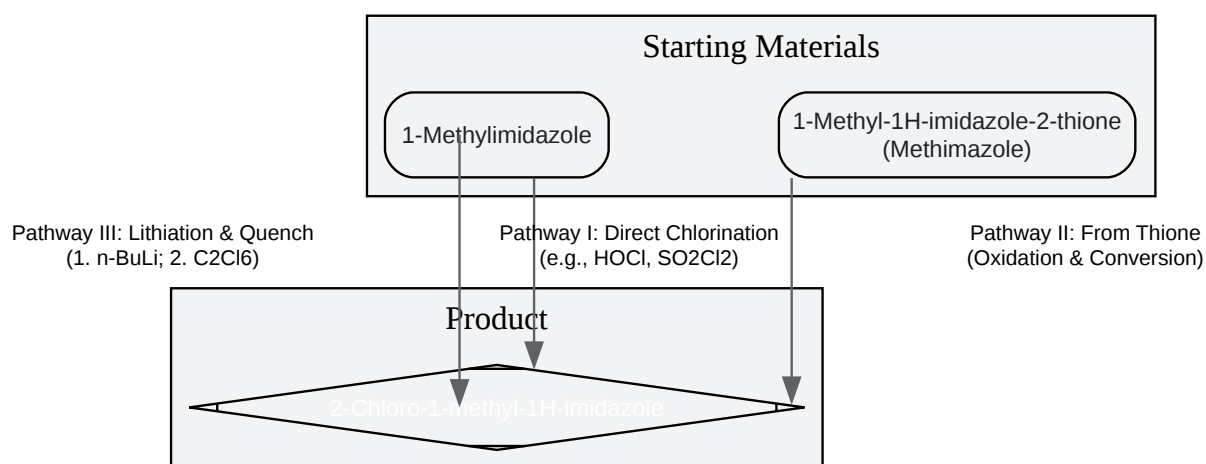 Starting Materials
1-Methylimidazole
1-Methyl-1H-imidazole-2-thione
(Methimazole)
Pathway III: Lithiation & Quench
(1. n-BuLi; 2. C2Cl6)
Pathway I: Direct Chlorination
(e.g., HOCl, SO2Cl2)
Pathway II: From Thione
(Oxidation & Conversion)
Product
2-Chloro-1-methyl-1H-imidazole